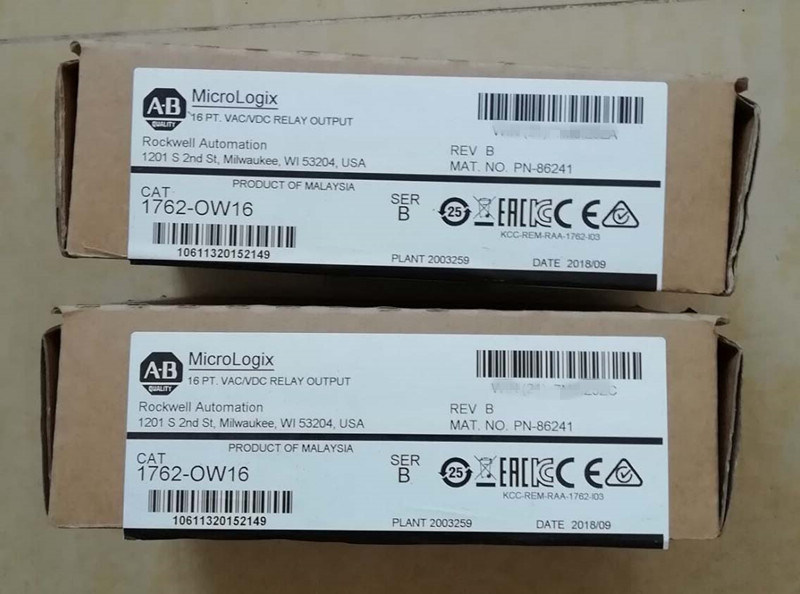 A·B
QUALITY
MicroLogix
16 PT. VAC/VDC RELAY OUTPUT
Rockwell Automation
1201 S 2nd St, Milwaukee, WI 53204, USA
REV B
MAT. NO. PN-86241
PRODUCT OF MALAYSIA
CAT
1762-OW16
SER
B
25
EAC
CE
KCC-REM-RAA-1762-I03
10611320152149
PLANT 2003259
DATE 2018/09
A·B
QUALITY
MicroLogix
16 PT. VAC/VDC RELAY OUTPUT
Rockwell Automation
1201 S 2nd St, Milwaukee, WI 53204, USA
REV B
MAT. NO. PN-86241
PRODUCT OF MALAYSIA
CAT
1762-OW16
SER
B
25
EAC
CE
KCC-REM-RAA-1762-I03
10611320152149
PLANT 2003259
DATE 2018/09